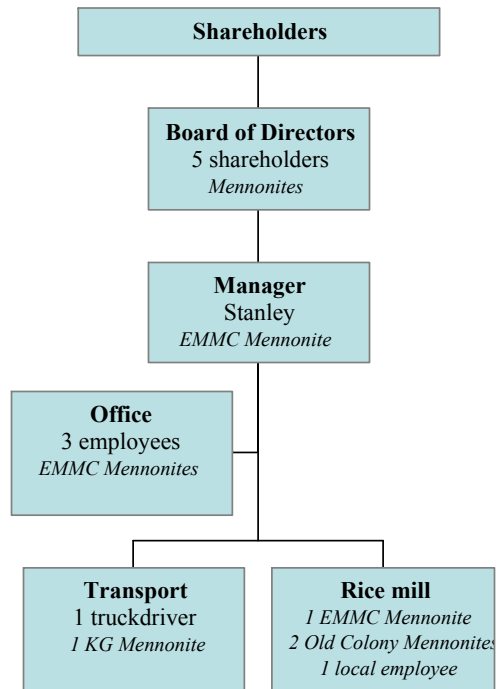 Shareholders
Board of Directors
5 shareholders
Mennonites
Manager
Stanley
EMMC Mennonite
Office
3 employees
EMMC Mennonites
Transport
1 truckdriver
1 KG Mennonite
Rice mill
1 EMMC Mennonite
2 Old Colony Mennonites
1 local employee